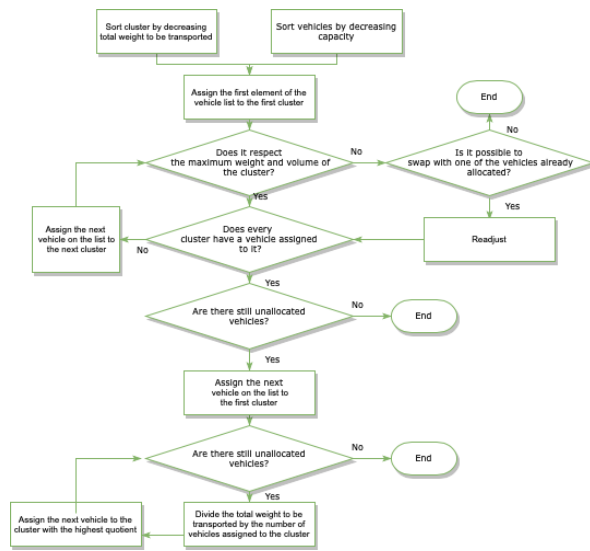 Sort cluster by decreasing
total weight to be transported
Sort vehicles by decreasing
capacity
Assign the first element of the
vehicle list to the first cluster
End
No
Does it respect
the maximum weight and volume of
the cluster?
No
Is it possible to
swap with one of the vehicles already
allocated?
Yes
Yes
Assign the next
vehicle on the list to
the next cluster
No
Does every
cluster have a vehicle assigned
to it?
Readjust
Yes
Are there still unallocated
vehicles?
No
End
Yes
Assign the next
vehicle on the list to
the first cluster
Are there still unallocated
vehicles?
No
End
Yes
Assign the next vehicle to the
cluster with the highest quotient
Divide the total weight to be
transported by the number of
vehicles assigned to the cluster